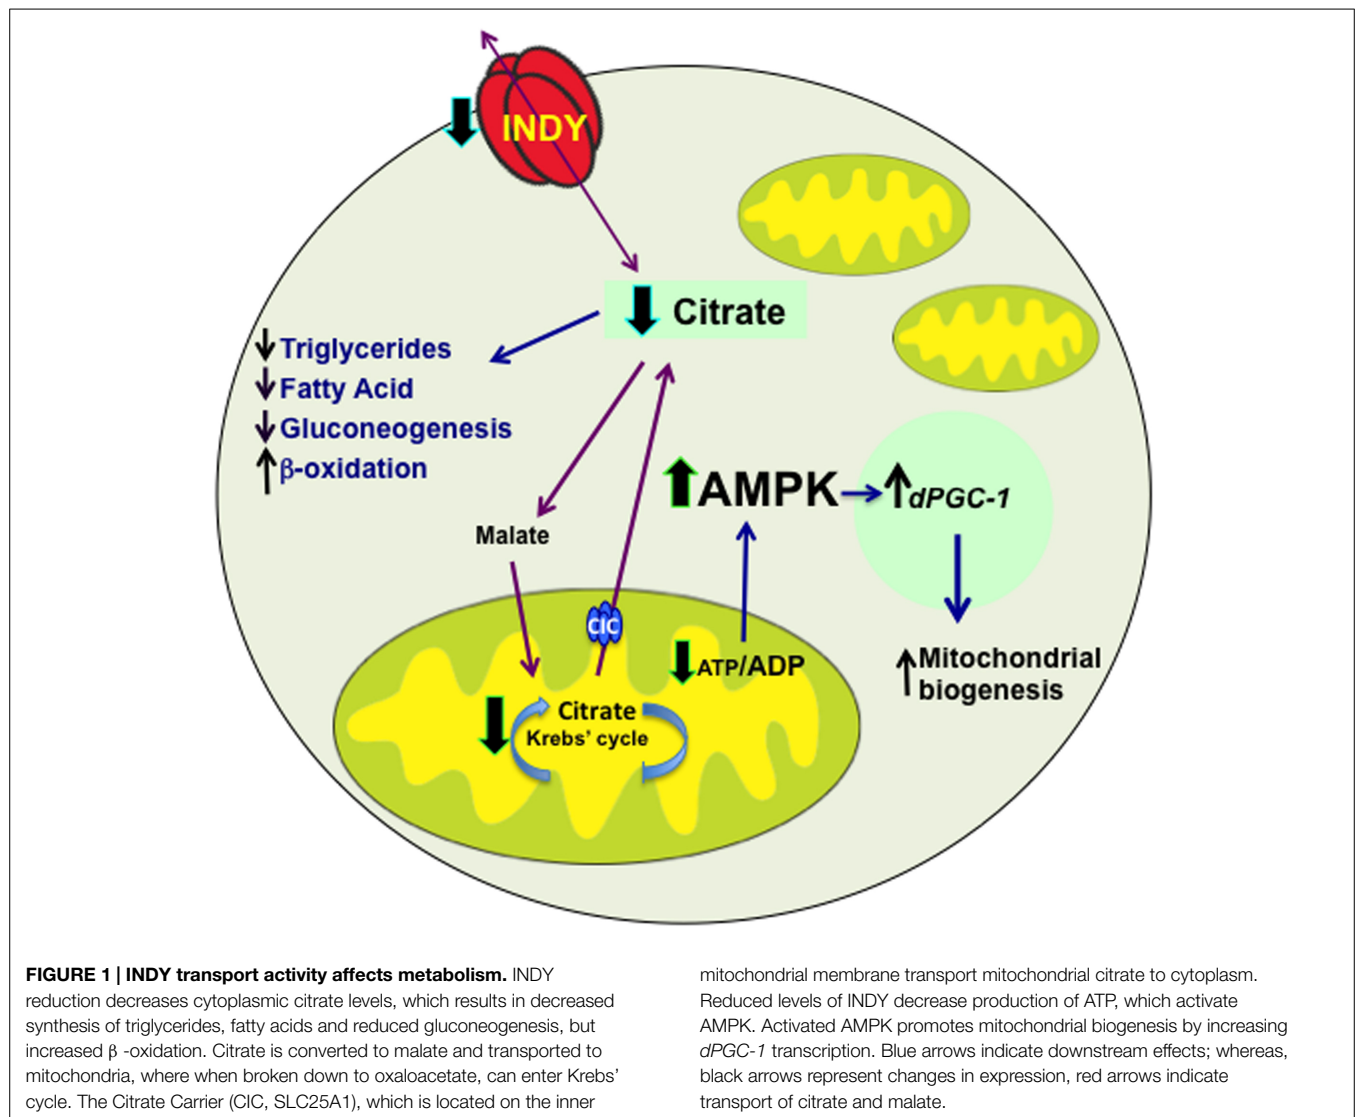 INDY
Citrate
Triglycerides
Fatty Acid
Gluconeogenesis
β-oxidation
AMPK
dPGC-1
Malate
CIC
ATP/ADP
Mitochondrial
biogenesis
Citrate
Krebs’ cycle
FIGURE 1 | INDY transport activity affects metabolism. INDY
reduction decreases cytoplasmic citrate levels, which results in decreased
synthesis of triglycerides, fatty acids and reduced gluconeogenesis, but
increased β -oxidation. Citrate is converted to malate and transported to
mitochondria, where when broken down to oxaloacetate, can enter Krebs’
cycle. The Citrate Carrier (CIC, SLC25A1), which is located on the inner
mitochondrial membrane transport mitochondrial citrate to cytoplasm.
Reduced levels of INDY decrease production of ATP, which activate
AMPK. Activated AMPK promotes mitochondrial biogenesis by increasing
dPGC-1 transcription. Blue arrows indicate downstream effects; whereas,
black arrows represent changes in expression, red arrows indicate
transport of citrate and malate.